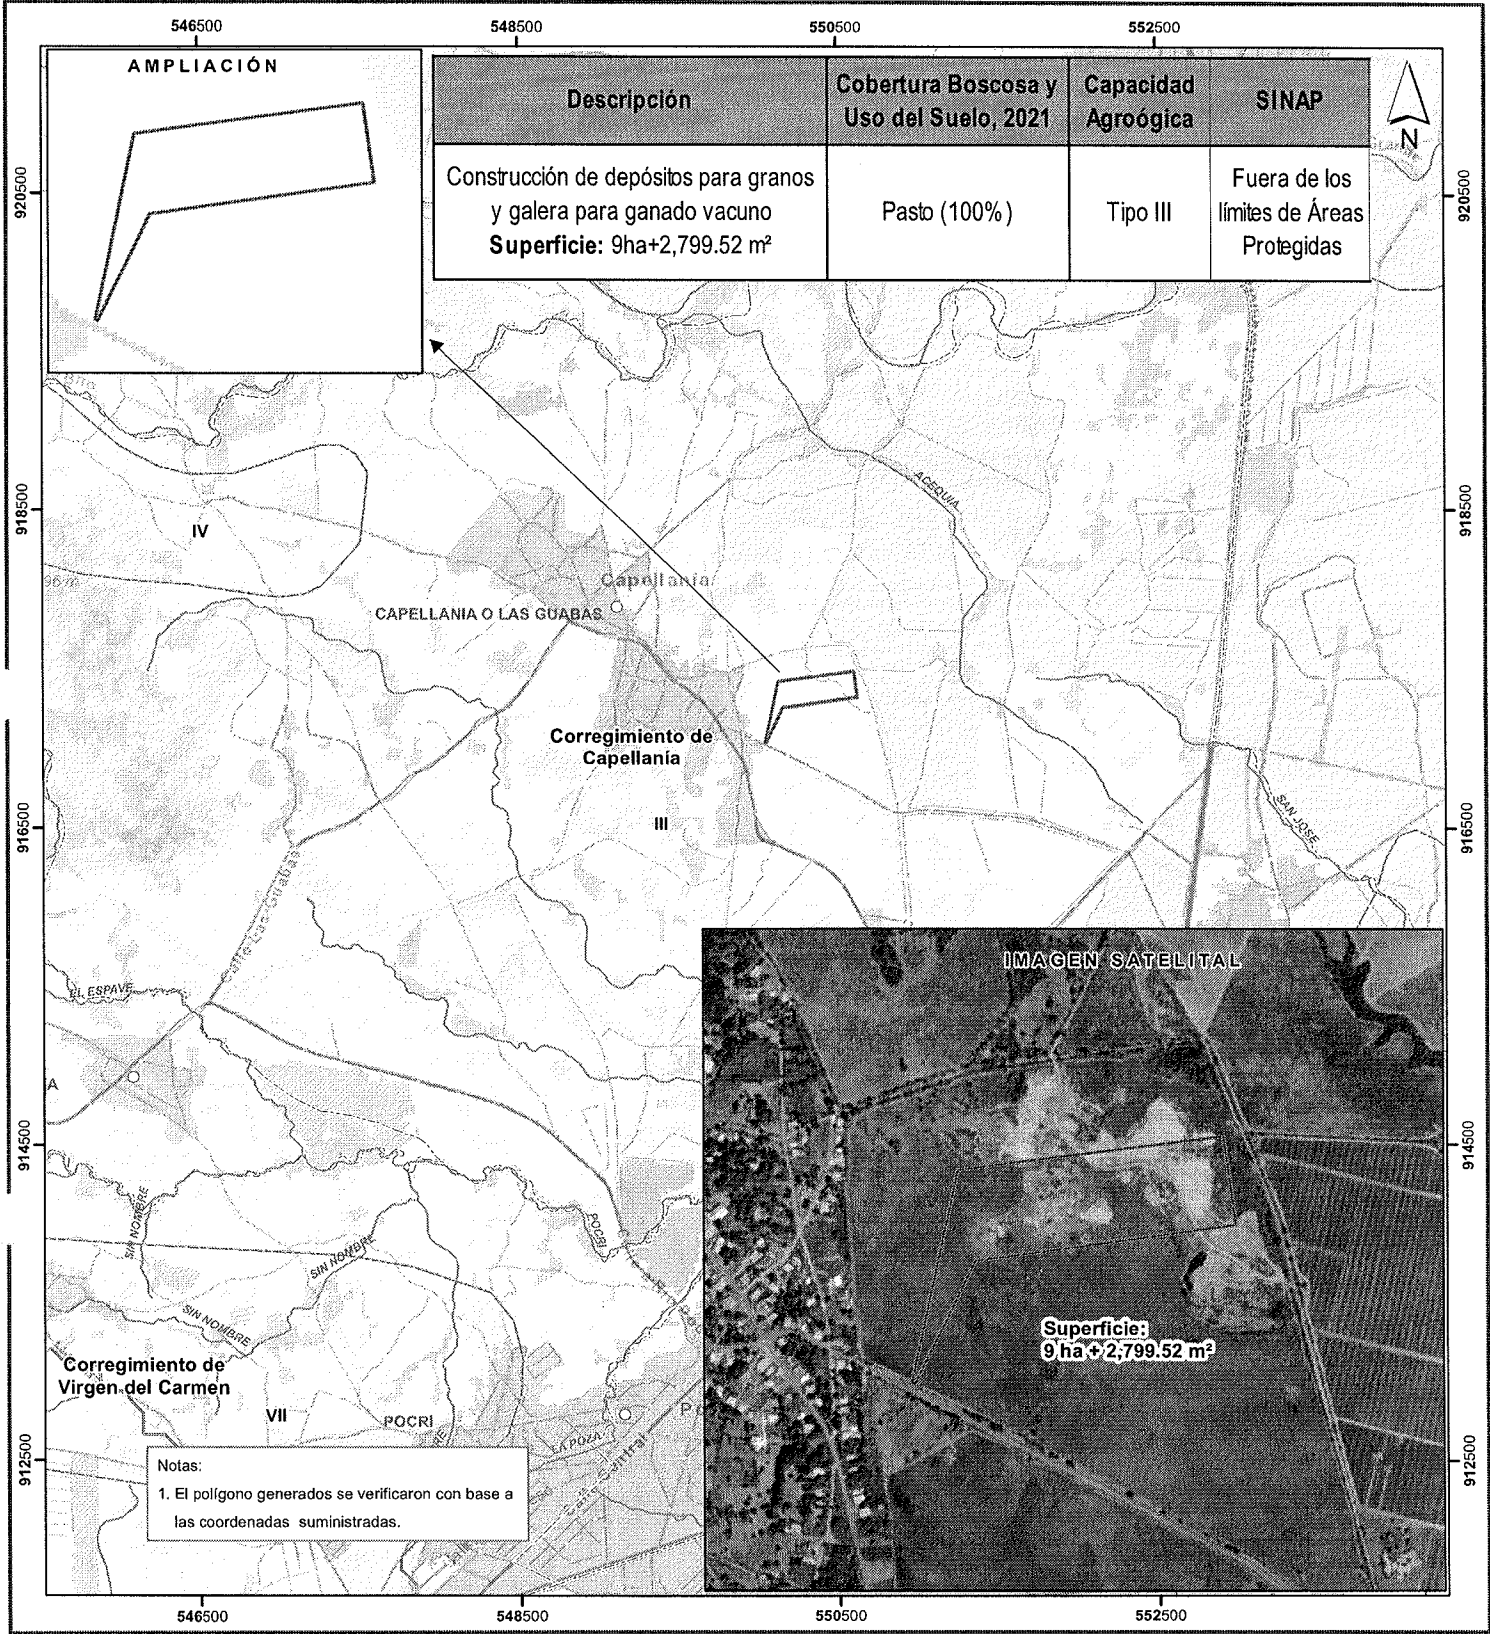 546500
548500
550500
552500
AMPLIACIÓN
Descripción
Cobertura Boscosa y
Uso del Suelo, 2021
Capacidad
Agroógica
SINAP
Construcción de depósitos para granos
y galera para ganado vacuno
Superficie: 9ha+2,799.52 m²
Pasto (100%)
Tipo III
Fuera de los
límites de Áreas
Protegidas
N
920500
920500
918500
918500
ACEQUIA
IV
Capellanía
CAPELLANIA O LAS GUABAS
Corregimiento de
Capellanía
III
916500
916500
SAN JOSE
Calle Las Guabas
EL ESPAVE
IMAGEN SATELITAL
A
914500
914500
SIN NOMBRE
SIN NOMBRE
SIN NOMBRE
POCRI
Superficie:
9 ha + 2,799.52 m²
Corregimiento de
Virgen del Carmen
VII
POCRI
LA POZA
912500
912500
Notas:
1. El polígono generados se verificaron con base a
las coordenadas suministradas.
546500
548500
550500
552500